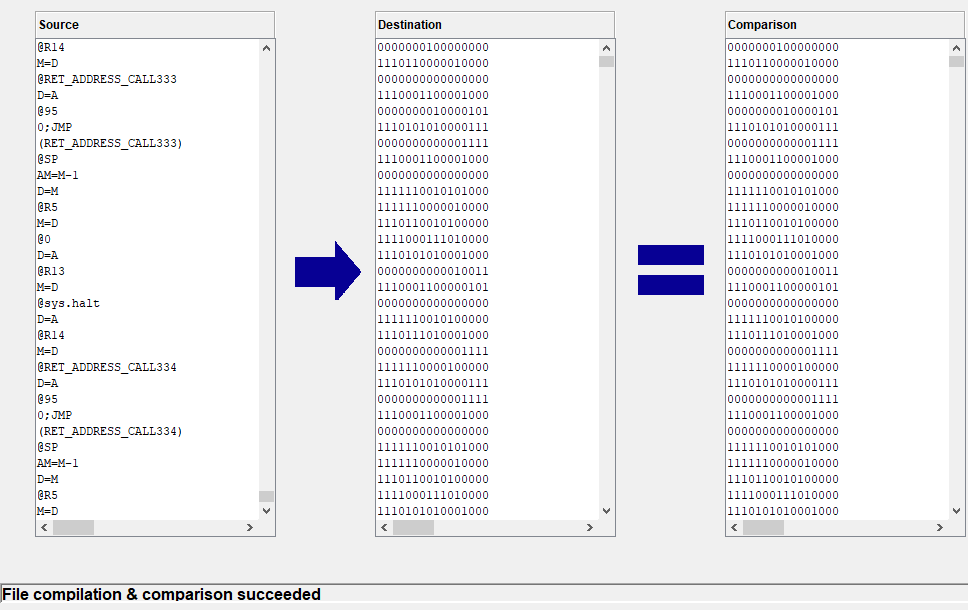 Source
@R14
M=D
@RET_ADDRESS_CALL333
D=A
@95
0;JMP
(RET_ADDRESS_CALL333)
@SP
AM=M-1
D=M
@R5
M=D
@0
D=A
@R13
M=D
@sys.halt
D=A
@R14
M=D
@RET_ADDRESS_CALL334
D=A
@95
0;JMP
(RET_ADDRESS_CALL334)
@SP
AM=M-1
D=M
@R5
M=D
Destination
0000000100000000
1110110000010000
0000000000000000
1110001100001000
0000000010000101
1110101010000111
0000000000001111
1110001100001000
0000000000000000
1111110010101000
1111110000010000
1110110010100000
1111000111010000
1110101010001000
0000000000010011
1110001100000101
0000000000000000
1111110010100000
1110111010001000
0000000000001111
1111110000100000
1110101010000111
0000000000001111
1110001100001000
0000000000000000
1111110010101000
1111110000010000
1110110010100000
1111000111010000
1110101010001000
Comparison
0000000100000000
1110110000010000
0000000000000000
1110001100001000
0000000010000101
1110101010000111
0000000000001111
1110001100001000
0000000000000000
1111110010101000
1111110000010000
1110110010100000
1111000111010000
1110101010001000
0000000000010011
1110001100000101
0000000000000000
1111110010100000
1110111010001000
0000000000001111
1111110000100000
1110101010000111
0000000000001111
1110001100001000
0000000000000000
1111110010101000
1111110000010000
1110110010100000
1111000111010000
1110101010001000
File compilation & comparison succeeded